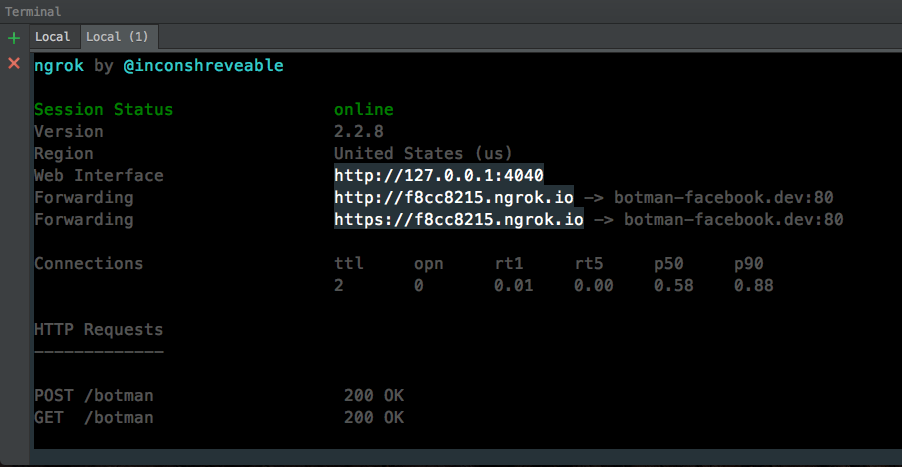 Terminal
Local Local (1)
ngrok by @inconshreveable
Session Status online
Version 2.2.8
Region United States (us)
Web Interface http://127.0.0.1:4040
Forwarding http://f8cc8215.ngrok.io -> botman-facebook.dev:80
Forwarding https://f8cc8215.ngrok.io -> botman-facebook.dev:80
Connections ttl opn rt1 rt5 p50 p90
2 0 0.01 0.00 0.58 0.88
HTTP Requests
-------------
POST /botman 200 OK
GET /botman 200 OK